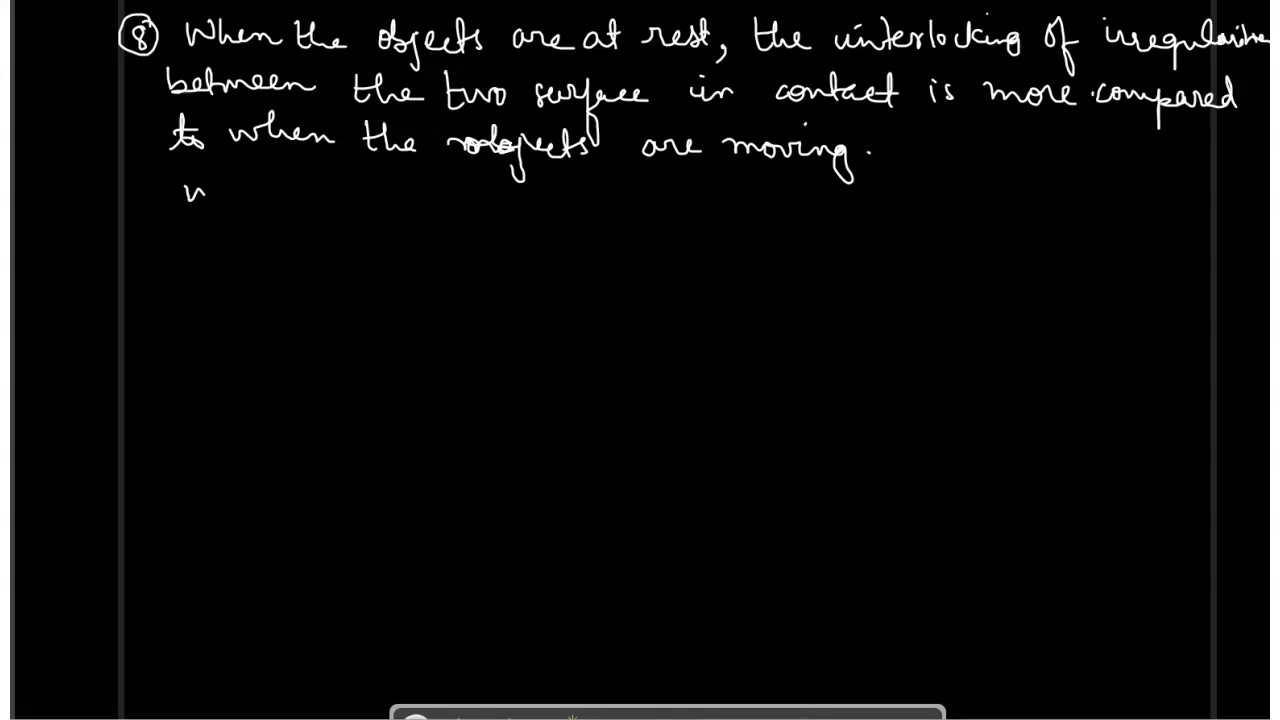 8 When the objects are at rest, the interlocking of irregularities
between the two surface in contact is more compared
to when the objects are moving.